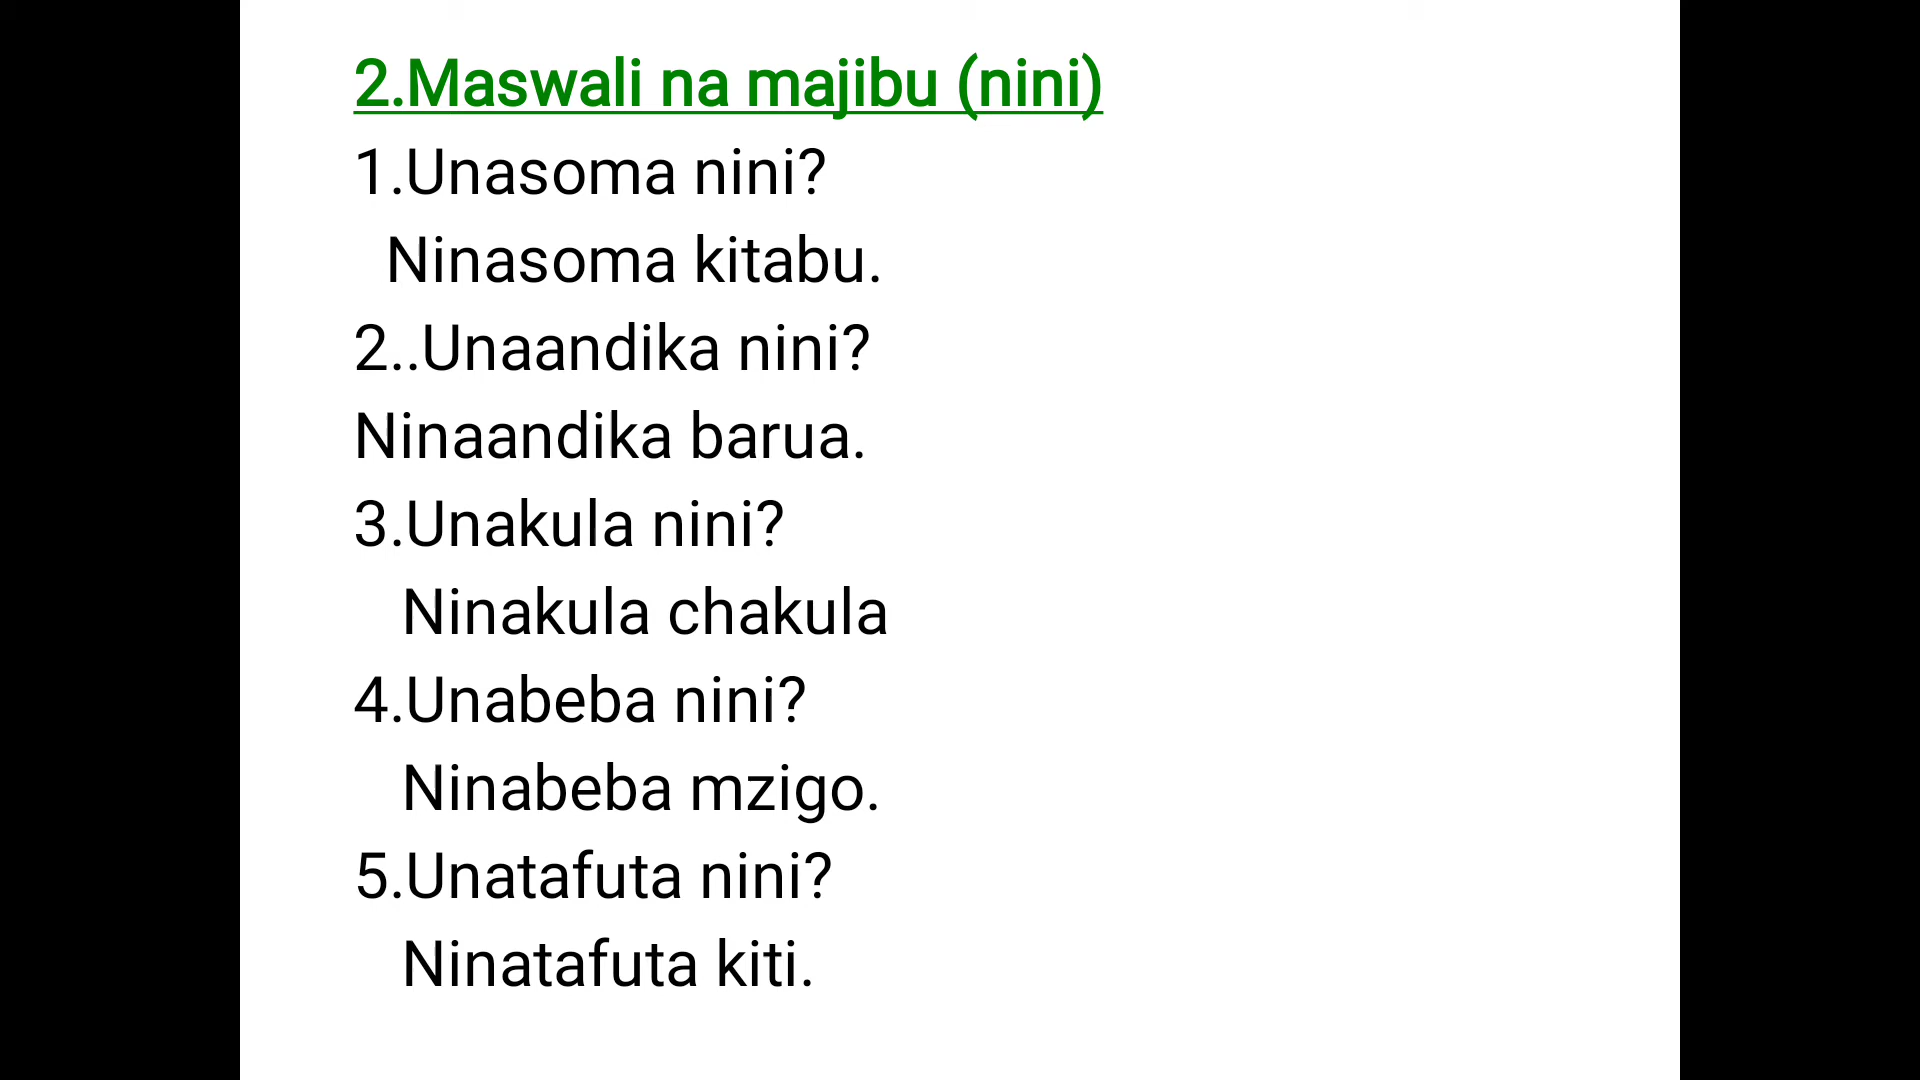 2.Maswali na majibu (nini)
1.Unasoma nini?
Ninasoma kitabu.
2..Unaandika nini?
Ninaandika barua.
3.Unakula nini?
Ninakula chakula
4.Unabeba nini?
Ninabeba mzigo.
5.Unatafuta nini?
Ninatafuta kiti.